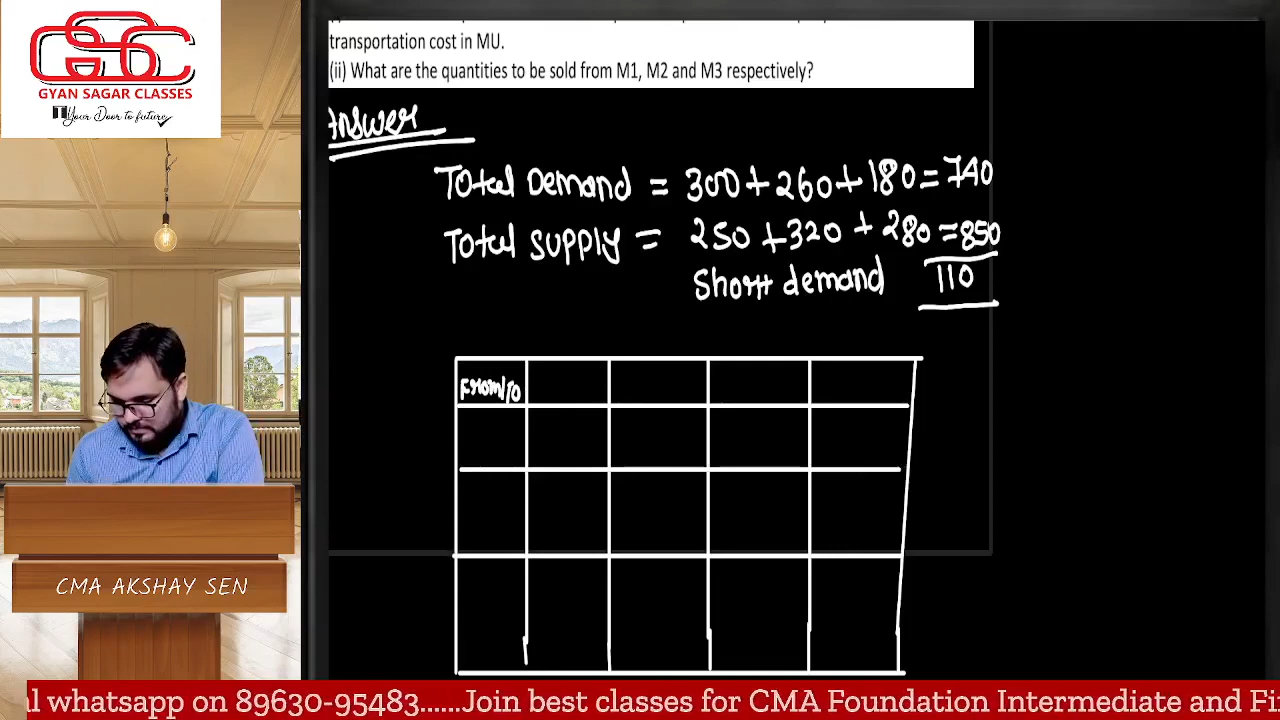 GSC
GYAN SAGAR CLASSES
Your Door to future
transportation cost in MU.
(ii) What are the quantities to be sold from M1, M2 and M3 respectively?
Answer
Total Demand = 300+260+180=740
Total supply = 250+320+280=850
Short demand 110
From/To
CMA AKSHAY SEN
l whatsapp on 89630-95483......Join best classes for CMA Foundation Intermediate and Fi